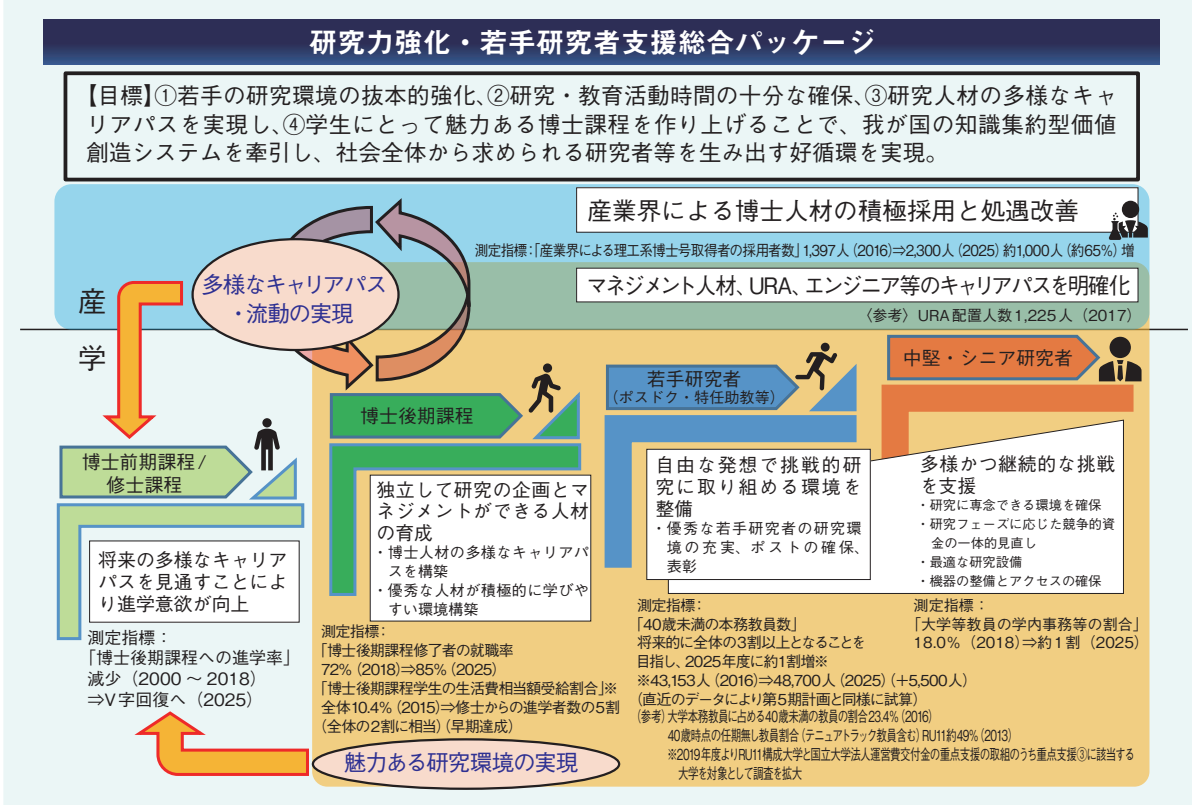 研究力強化・若手研究者支援総合パッケージ
【目標】①若手の研究環境の抜本的強化、②研究・教育活動時間の十分な確保、③研究人材の多様なキャ
リアパスを実現し、④学生にとって魅力ある博士課程を作り上げることで、我が国の知識集約型価値
創造システムを牽引し、社会全体から求められる研究者等を生み出す好循環を実現。
産業界による博士人材の積極採用と処遇改善
測定指標：「産業界による理工系博士号取得者の採用者数」1,397人（2016）⇒2,300人（2025）約1,000人（約65%）増
多様なキャリアパス
・流動の実現
マネジメント人材、URA、エンジニア等のキャリアパスを明確化
〈参考〉URA配置人数1,225人（2017）
産
学
博士前期課程/
修士課程
将来の多様なキャリア
パスを見通すことによ
り進学意欲が向上
測定指標：
「博士後期課程への進学率」
減少（2000～2018）
⇒V字回復へ（2025）
博士後期課程
独立して研究の企画とマ
ネジメントができる人材
の育成
・博士人材の多様なキャリアパ
スを構築
・優秀な人材が積極的に学びや
すい環境構築
測定指標：
「博士後期課程修了者の就職率
72%（2018）⇒85%（2025）
「博士後期課程学生の生活費相当額受給割合」※
全体10.4%（2015）⇒修士からの進学者数の5割
（全体の2割に相当）（早期達成）
若手研究者
（ポスドク・特任助教等）
自由な発想で挑戦的研
究に取り組める環境を
整備
・優秀な若手研究者の研究環
境の充実、ポストの確保、
表彰
測定指標：
「40歳未満の本務教員数」
将来的に全体の3割以上となることを
目指し、2025年度に約1割増※
※43,153人（2016）⇒48,700人（2025）（+5,500人）
（直近のデータにより第5期計画と同様に試算）
（参考）大学本務教員に占める40歳未満の教員の割合23.4%（2016）
40歳時点の任期無し教員割合（テニュアトラック教員含む）RU11約49%（2013）
※2019年度よりRU11構成大学と国立大学法人運営費交付金の重点支援の取組のうち重点支援③に該当する
大学を対象として調査を拡大
中堅・シニア研究者
多様かつ継続的な挑戦
を支援
・研究に専念できる環境を確保
・研究フェーズに応じた競争的資
金の一体的見直し
・最適な研究設備
・機器の整備とアクセスの確保
測定指標：
「大学等教員の学内事務等の割合」
18.0%（2018）⇒約1割（2025）
魅力ある研究環境の実現